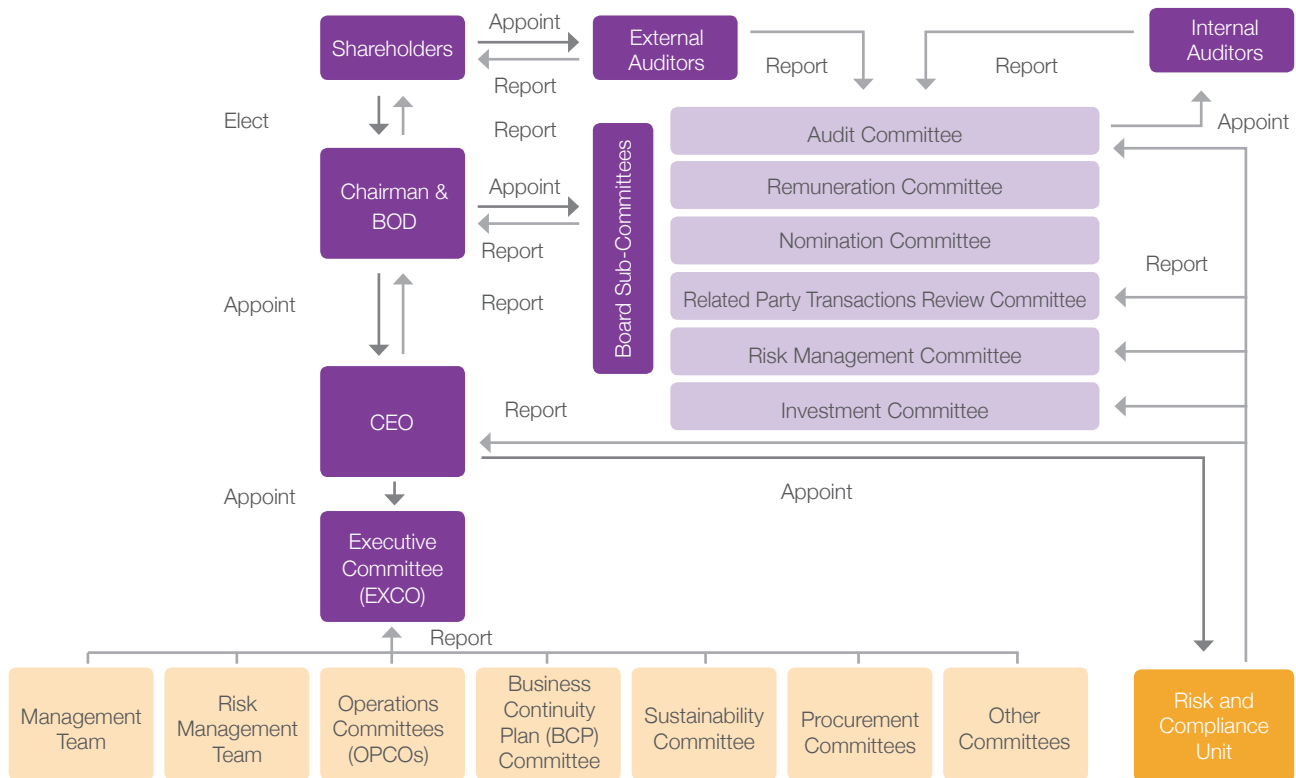 Shareholders
Appoint
Report
External
Auditors
Report
Report
Internal
Auditors
Elect
Report
Appoint
Chairman &
BOD
Appoint
Report
Board Sub-Committees
Audit Committee
Remuneration Committee
Nomination Committee
Related Party Transactions Review Committee
Risk Management Committee
Investment Committee
Report
Appoint
Report
CEO
Report
Appoint
Appoint
Executive
Committee
(EXCO)
Report
Management
Team
Risk
Management
Team
Operations
Committees
(OPCOs)
Business
Continuity
Plan (BCP)
Committee
Sustainability
Committee
Procurement
Committees
Other
Committees
Risk and
Compliance
Unit